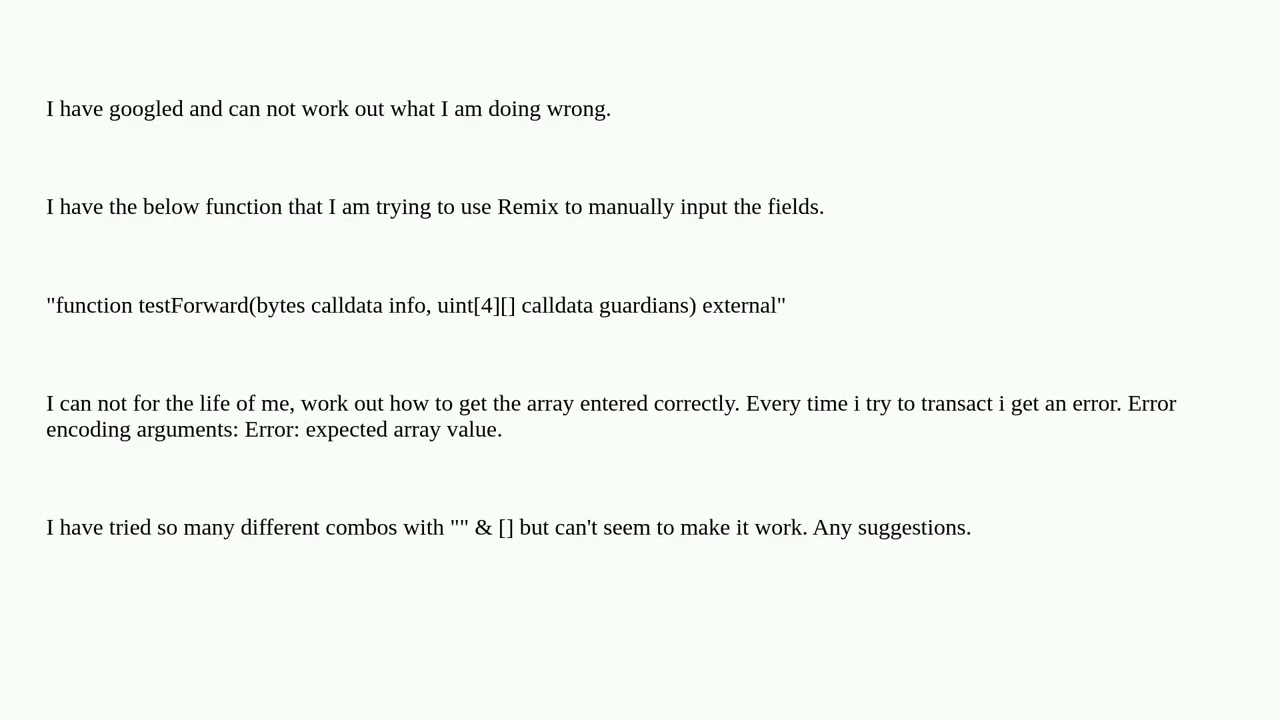 I have googled and can not work out what I am doing wrong.
I have the below function that I am trying to use Remix to manually input the fields.
"function testForward(bytes calldata info, uint[4][] calldata guardians) external"
I can not for the life of me, work out how to get the array entered correctly. Every time i try to transact i get an error. Error
encoding arguments: Error: expected array value.
I have tried so many different combos with "" & [] but can't seem to make it work. Any suggestions.